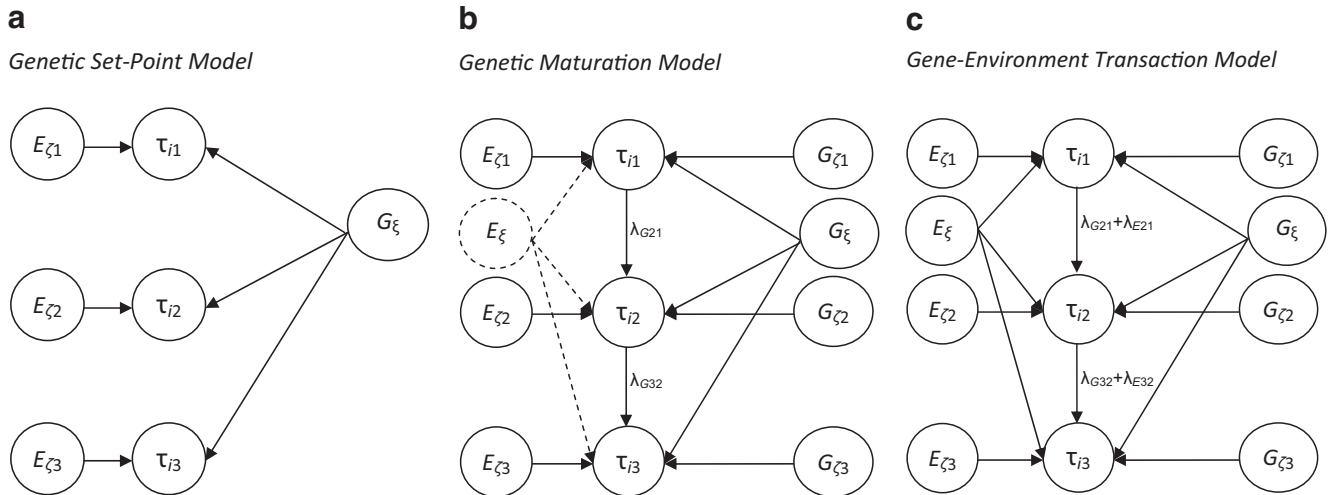 a
Genetic Set-Point Model
Eζ1
τi1
Gξ
Eζ2
τi2
Eζ3
τi3
b
Genetic Maturation Model
Eζ1
τi1
Gζ1
Eξ
λG21
Gξ
Eζ2
τi2
Gζ2
λG32
Eζ3
τi3
Gζ3
c
Gene-Environment Transaction Model
Eζ1
τi1
Gζ1
Eξ
λG21+λE21
Gξ
Eζ2
τi2
Gζ2
λG32+λE32
Eζ3
τi3
Gζ3